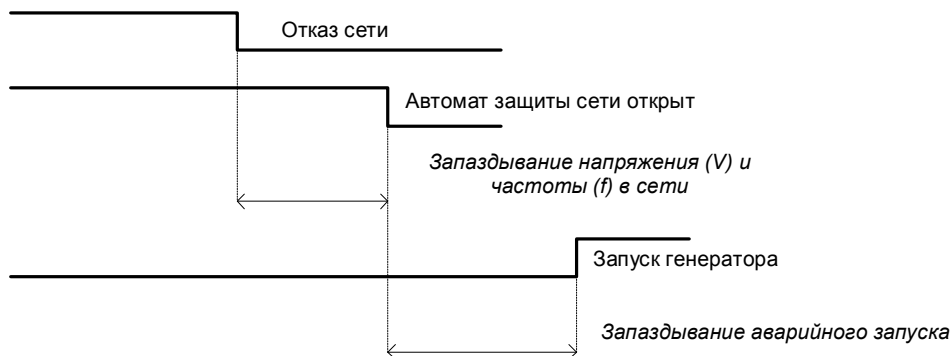 Отказ сети
Автомат защиты сети открыт
Запаздывание напряжения (V) и
частоты (f) в сети
Запуск генератора
Запаздывание аварийного запуска